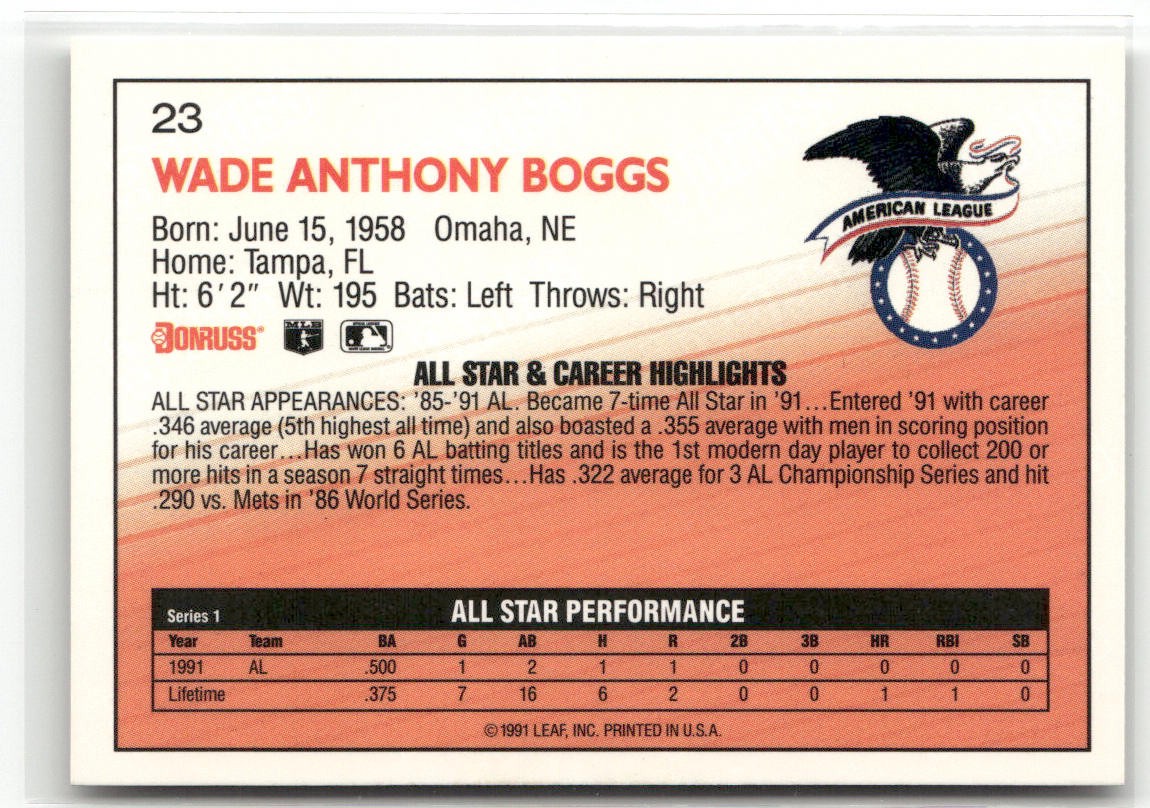 23
WADE ANTHONY BOGGS
Born: June 15, 1958 Omaha, NE
Home: Tampa, FL
Ht: 6'2" Wt: 195 Bats: Left Throws: Right
AMERICAN LEAGUE
DONRUSS® MLB
ALL STAR & CAREER HIGHLIGHTS
ALL STAR APPEARANCES: '85-'91 AL. Became 7-time All Star in '91...Entered '91 with career
.346 average (5th highest all time) and also boasted a .355 average with men in scoring position
for his career...Has won 6 AL batting titles and is the 1st modern day player to collect 200 or
more hits in a season 7 straight times...Has .322 average for 3 AL Championship Series and hit
.290 vs. Mets in '86 World Series.
Series 1 ALL STAR PERFORMANCE
Year Team BA G AB H R 2B 3B HR RBI SB
1991 AL .500 1 2 1 1 0 0 0 0 0
Lifetime .375 7 16 6 2 0 0 1 1 0
©1991 LEAF, INC. PRINTED IN U.S.A.